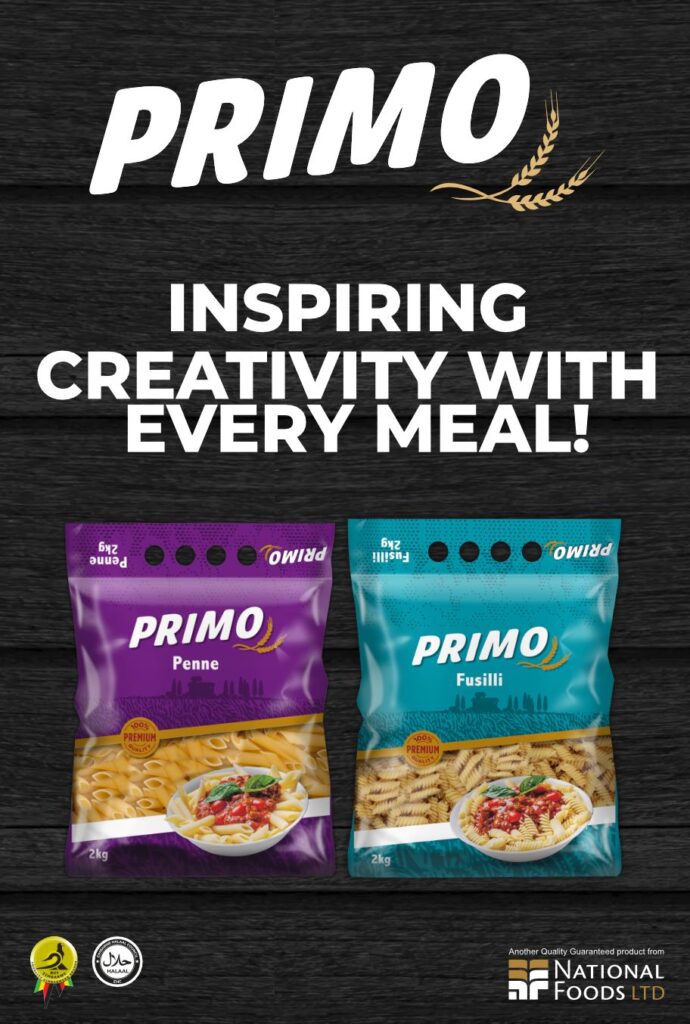 PRIMO
INSPIRING
CREATIVITY WITH
EVERY MEAL!
Penne
2kg
PRIMO
PRIMO
Penne
100%
PREMIUM
QUALITY
2kg
Fusilli
2kg
PRIMO
PRIMO
Fusilli
100%
PREMIUM
QUALITY
2kg
حلال
HALAAL
Another Quality Guaranteed product from
NATIONAL
FOODS LTD